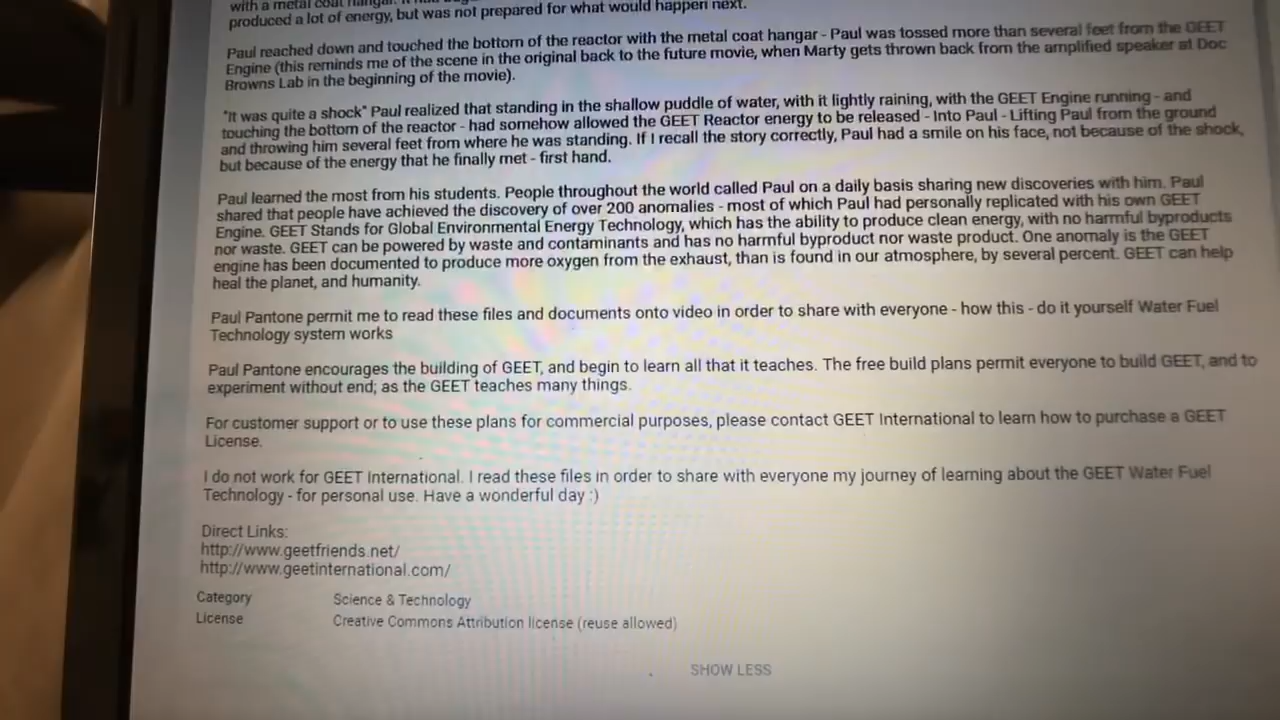 with a metal coat hangar.
produced a lot of energy, but was not prepared for what would happen next.
Paul reached down and touched the bottom of the reactor with the metal coat hangar - Paul was tossed more than several feet from the GEET
Engine (this reminds me of the scene in the original back to the future movie, when Marty gets thrown back from the amplified speaker at Doc
Browns Lab in the beginning of the movie).
"It was quite a shock" Paul realized that standing in the shallow puddle of water, with it lightly raining, with the GEET Engine running - and
touching the bottom of the reactor - had somehow allowed the GEET Reactor energy to be released - Into Paul - Lifting Paul from the ground
and throwing him several feet from where he was standing. If I recall the story correctly, Paul had a smile on his face, not because of the shock,
but because of the energy that he finally met - first hand.
Paul learned the most from his students. People throughout the world called Paul on a daily basis sharing new discoveries with him. Paul
shared that people have achieved the discovery of over 200 anomalies - most of which Paul had personally replicated with his own GEET
Engine. GEET Stands for Global Environmental Energy Technology, which has the ability to produce clean energy, with no harmful byproducts
nor waste. GEET can be powered by waste and contaminants and has no harmful byproduct nor waste product. One anomaly is the GEET
engine has been documented to produce more oxygen from the exhaust, than is found in our atmosphere, by several percent. GEET can help
heal the planet, and humanity.
Paul Pantone permit me to read these files and documents onto video in order to share with everyone - how this - do it yourself Water Fuel
Technology system works
Paul Pantone encourages the building of GEET, and begin to learn all that it teaches. The free build plans permit everyone to build GEET, and to
experiment without end; as the GEET teaches many things.
For customer support or to use these plans for commercial purposes, please contact GEET International to learn how to purchase a GEET
License.
I do not work for GEET International. I read these files in order to share with everyone my journey of learning about the GEET Water Fuel
Technology - for personal use. Have a wonderful day :)
Direct Links:
http://www.geetfriends.net/
http://www.geetinternational.com/
Category Science & Technology
License Creative Commons Attribution license (reuse allowed)
SHOW LESS